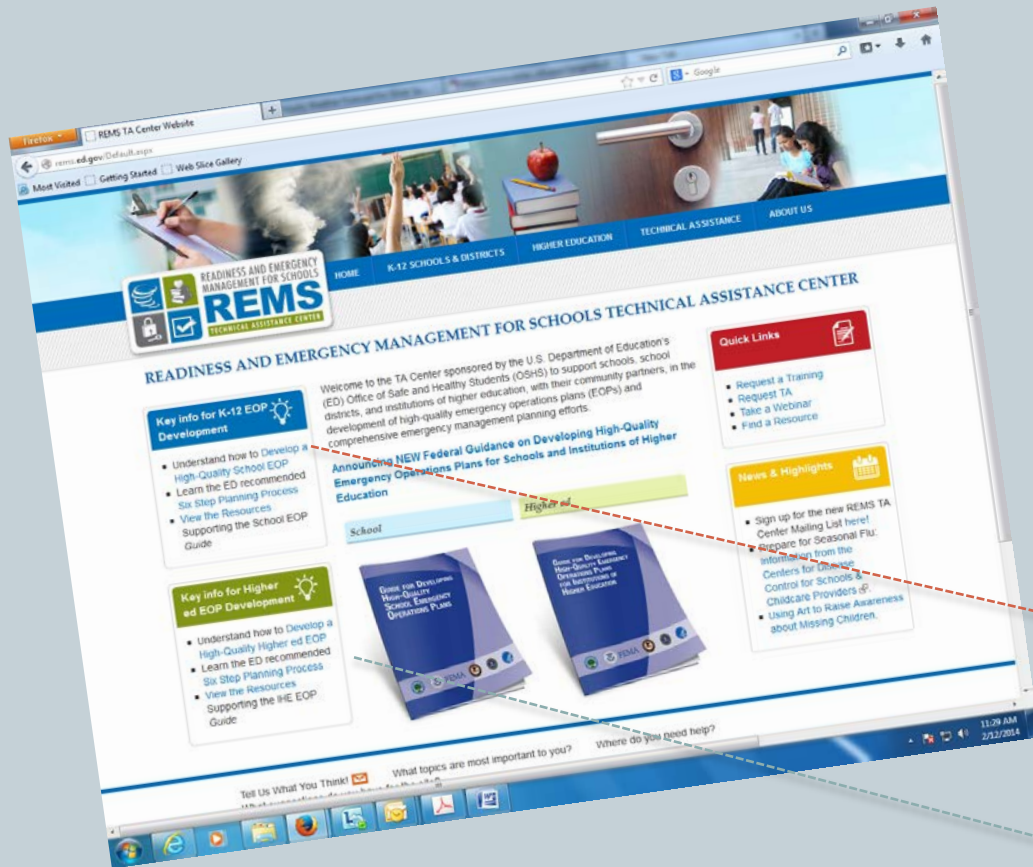 Firefox
REMS TA Center Website
New Tab
rems.ed.gov/Default.aspx
Google
Most Visited Getting Started Web Slice Gallery
READINESS AND EMERGENCY
MANAGEMENT FOR SCHOOLS
REMS
TECHNICAL ASSISTANCE CENTER
HOME K-12 SCHOOLS & DISTRICTS HIGHER EDUCATION TECHNICAL ASSISTANCE ABOUT US
READINESS AND EMERGENCY MANAGEMENT FOR SCHOOLS TECHNICAL ASSISTANCE CENTER
Key info for K-12 EOP
Development
Understand how to Develop a
High-Quality School EOP
Learn the ED recommended
Six Step Planning Process
View the Resources
Supporting the School EOP
Guide
Key info for Higher
ed EOP Development
Understand how to Develop a
High-Quality Higher ed EOP
Learn the ED recommended
Six Step Planning Process
View the Resources
Supporting the IHE EOP
Guide
Welcome to the TA Center sponsored by the U.S. Department of Education's
(ED) Office of Safe and Healthy Students (OSHS) to support schools, school
districts, and institutions of higher education, with their community partners, in the
development of high-quality emergency operations plans (EOPs) and
comprehensive emergency management planning efforts.
Announcing NEW Federal Guidance on Developing High-Quality
Emergency Operations Plans for Schools and Institutions of Higher
Education
School
Higher ed
GUIDE FOR DEVELOPING
HIGH-QUALITY
SCHOOL EMERGENCY
OPERATIONS PLANS
FEMA
GUIDE FOR DEVELOPING
HIGH-QUALITY EMERGENCY
OPERATIONS PLANS
FOR INSTITUTIONS OF
HIGHER EDUCATION
FEMA
Quick Links
Request a Training
Request TA
Take a Webinar
Find a Resource
News & Highlights
Sign up for the new REMS TA
Center Mailing List here!
Prepare for Seasonal Flu:
Information from the
Centers for Disease
Control for Schools &
Childcare Providers
Using Art to Raise Awareness
about Missing Children.
Tell Us What You Think! What topics are most important to you? Where do you need help?
11:29 AM
2/12/2014